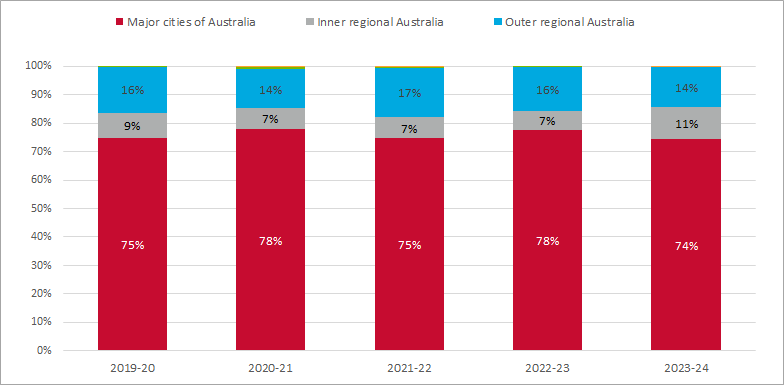 Major cities of Australia Inner regional Australia Outer regional Australia
100%
90%
80%
70%
60%
50%
40%
30%
20%
10%
0%
16% 14% 17% 16% 14%
9% 7% 7% 7% 11%
75% 78% 75% 78% 74%
2019-20 2020-21 2021-22 2022-23 2023-24